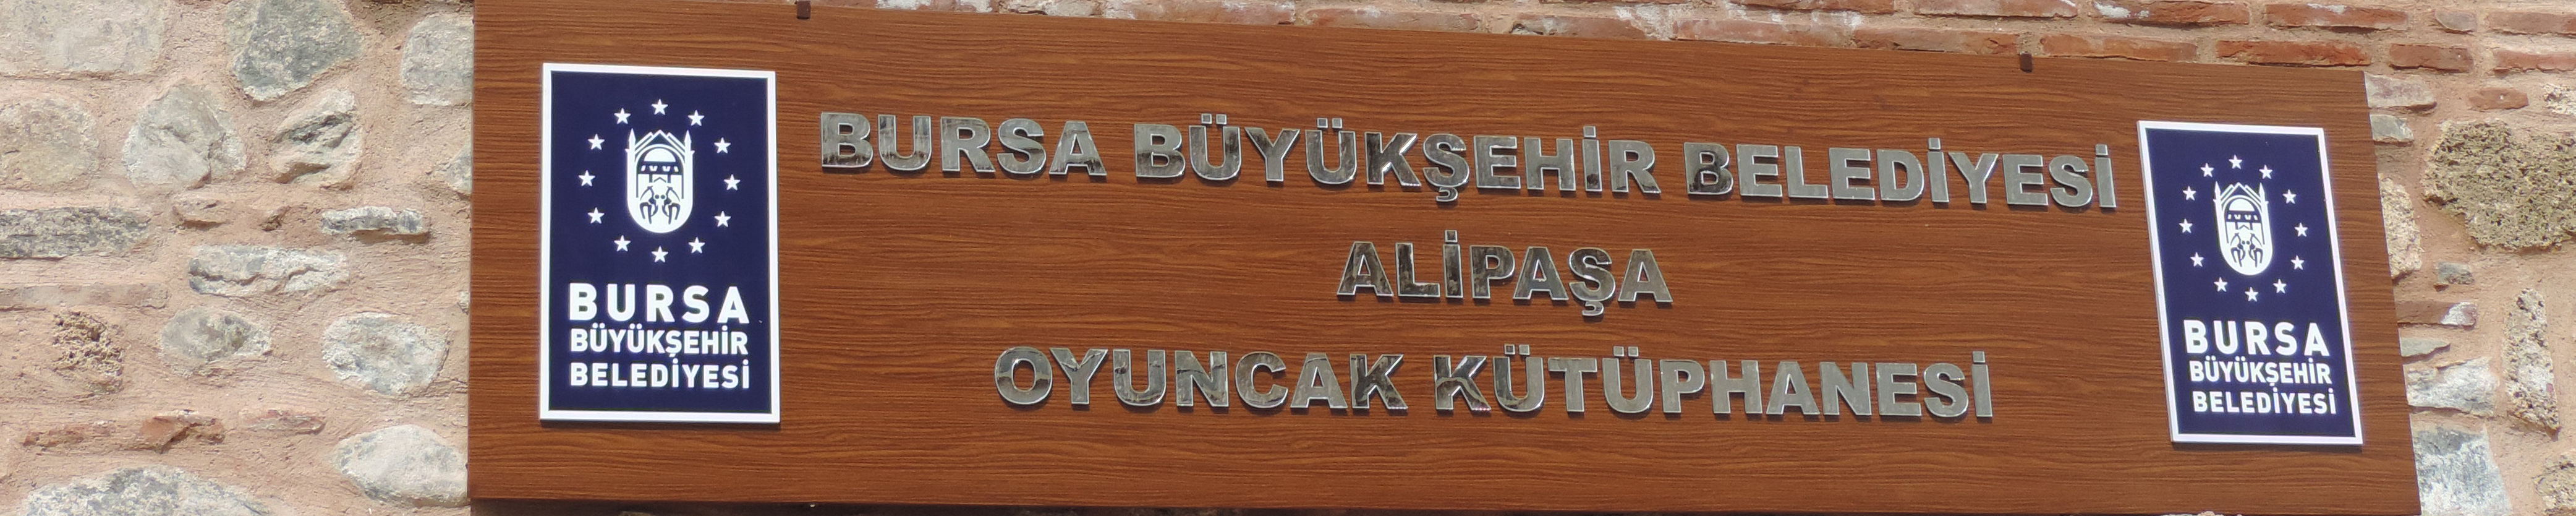 BURSA
BÜYÜKŞEHİR
BELEDİYESİ
BURSA BÜYÜKŞEHİR BELEDİYESİ
ALİPAŞA
OYUNCAK KÜTÜPHANESİ
BURSA
BÜYÜKŞEHİR
BELEDİYESİ